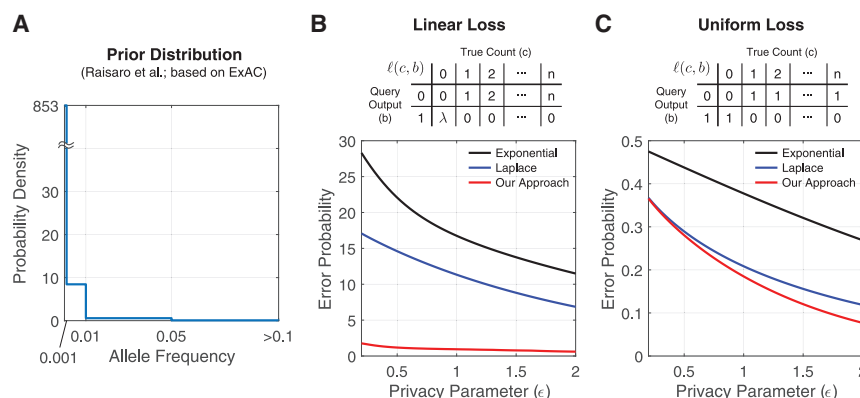 A
Prior Distribution
(Raisaro et al.; based on ExAC)
853
30
20
10
0
Probability Density
0.001
0.01
0.05
>0.1
Allele Frequency
B
Linear Loss
True Count (c)
ℓ(c, b) 0 1 2 ... n
Query Output (b)
0 0 1 2 ... n
1 λ 0 0 ... 0
30
25
20
15
10
5
0
Error Probability
Exponential
Laplace
Our Approach
0.5 1 1.5 2
Privacy Parameter (ϵ)
C
Uniform Loss
True Count (c)
ℓ(c, b) 0 1 2 ... n
Query Output (b)
0 0 1 1 ... 1
1 1 0 0 ... 0
0.5
0.4
0.3
0.2
0.1
0
Error Probability
Exponential
Laplace
Our Approach
0.5 1 1.5 2
Privacy Parameter (ϵ)